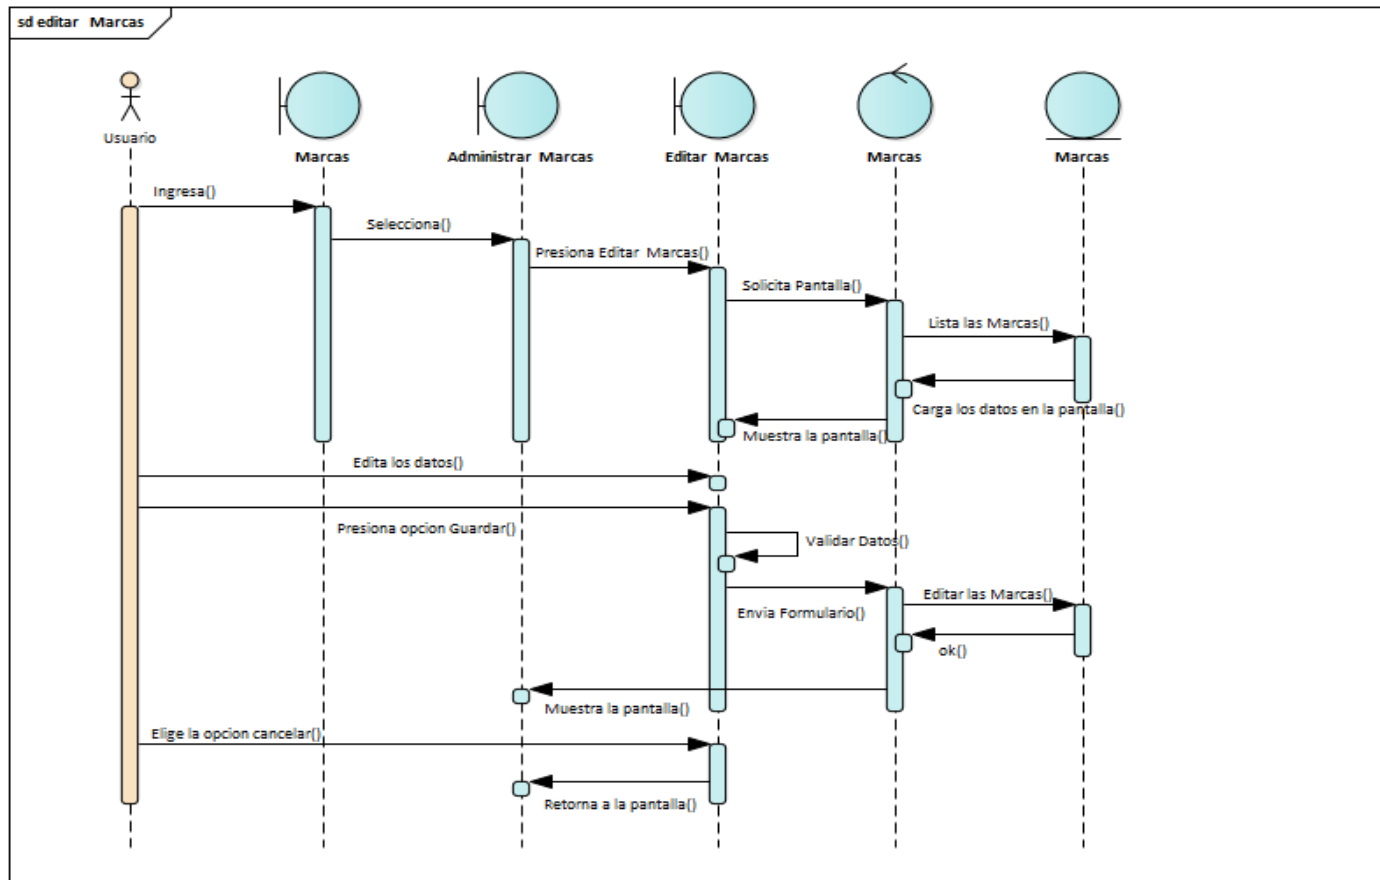 sd editar Marcas
Usuario
Marcas
Administrar Marcas
Editar Marcas
Marcas
Marcas
Ingresa()
Selecciona()
Presiona Editar Marcas()
Solicita Pantalla()
Lista las Marcas()
Carga los datos en la pantalla()
Muestra la pantalla()
Edita los datos()
Presiona opcion Guardar()
Validar Datos()
Envia Formulario()
Editar las Marcas()
ok()
Muestra la pantalla()
Elige la opcion cancelar()
Retorna a la pantalla()